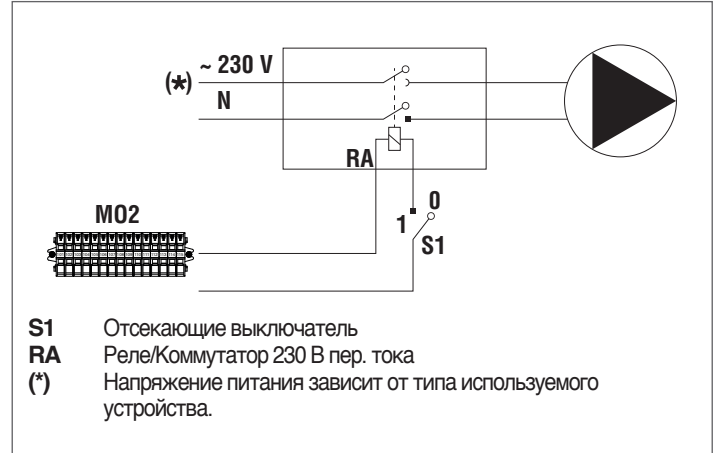 ~ 230 V
(*)
N
RA
0
1
S1
M02
S1 Отсекающие выключатель
RA Реле/Коммутатор 230 В пер. тока
(*) Напряжение питания зависит от типа используемого
устройства.